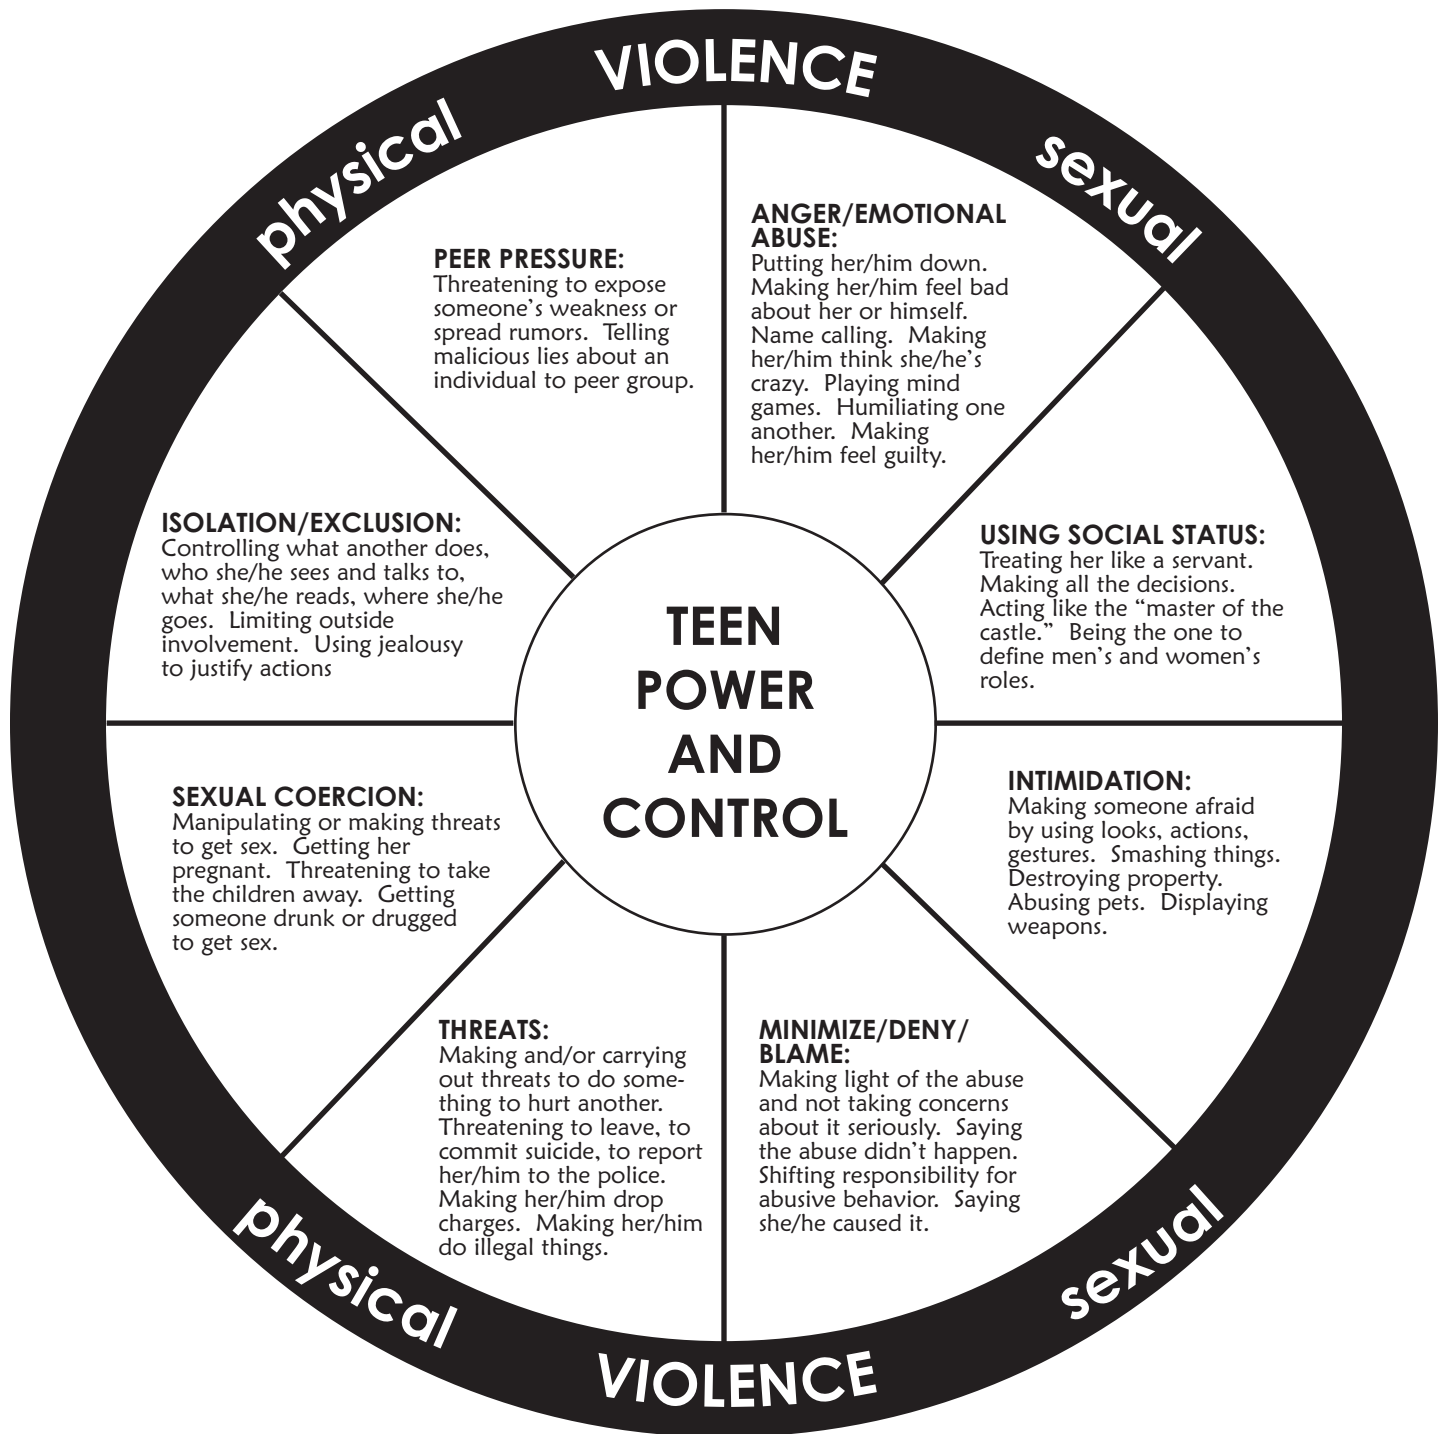 physical VIOLENCE sexual
PEER PRESSURE:
Threatening to expose
someone’s weakness or
spread rumors.  Telling
malicious lies about an
individual to peer group.
ANGER/EMOTIONAL
ABUSE:
Putting her/him down.
Making her/him feel bad
about her or himself.
Name calling.  Making
her/him think she/he’s
crazy.  Playing mind
games.  Humiliating one
another.  Making
her/him feel guilty.
ISOLATION/EXCLUSION:
Controlling what another does,
who she/he sees and talks to,
what she/he reads, where she/he
goes.  Limiting outside
involvement.  Using jealousy
to justify actions
USING SOCIAL STATUS:
Treating her like a servant.
Making all the decisions.
Acting like the “master of the
castle.”  Being the one to
define men’s and women’s
roles.
TEEN
POWER
AND
CONTROL
SEXUAL COERCION:
Manipulating or making threats
to get sex.  Getting her
pregnant.  Threatening to take
the children away.  Getting
someone drunk or drugged
to get sex.
INTIMIDATION:
Making someone afraid
by using looks, actions,
gestures.  Smashing things.
Destroying property.
Abusing pets.  Displaying
weapons.
THREATS:
Making and/or carrying
out threats to do some-
thing to hurt another.
Threatening to leave, to
commit suicide, to report
her/him to the police.
Making her/him drop
charges.  Making her/him
do illegal things.
MINIMIZE/DENY/
BLAME:
Making light of the abuse
and not taking concerns
about it seriously.  Saying
the abuse didn’t happen.
Shifting responsibility for
abusive behavior.  Saying
she/he caused it.
physical VIOLENCE sexual